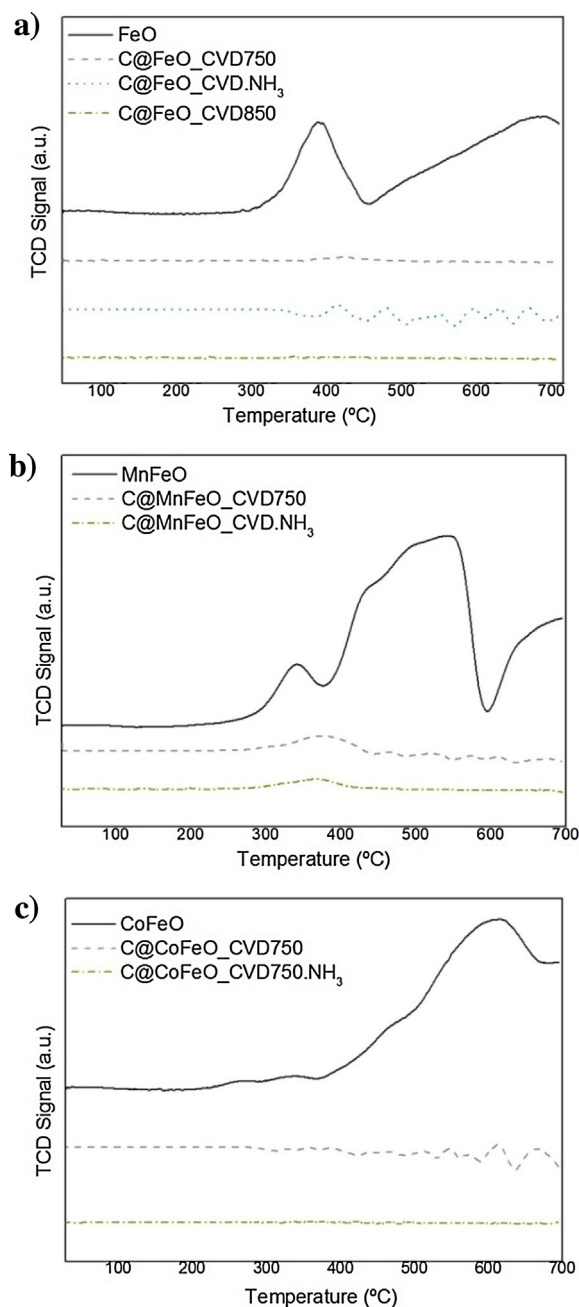 a)
FeO
C@FeO_CVD750
C@FeO_CVD.NH₃
C@FeO_CVD850
TCD Signal (a.u.)
100 200 300 400 500 600 700
Temperature (ºC)
b)
MnFeO
C@MnFeO_CVD750
C@MnFeO_CVD.NH₃
TCD Signal (a.u.)
100 200 300 400 500 600 700
Temperature (ºC)
c)
CoFeO
C@CoFeO_CVD750
C@CoFeO_CVD750.NH₃
TCD Signal (a.u.)
100 200 300 400 500 600 700
Temperature (ºC)